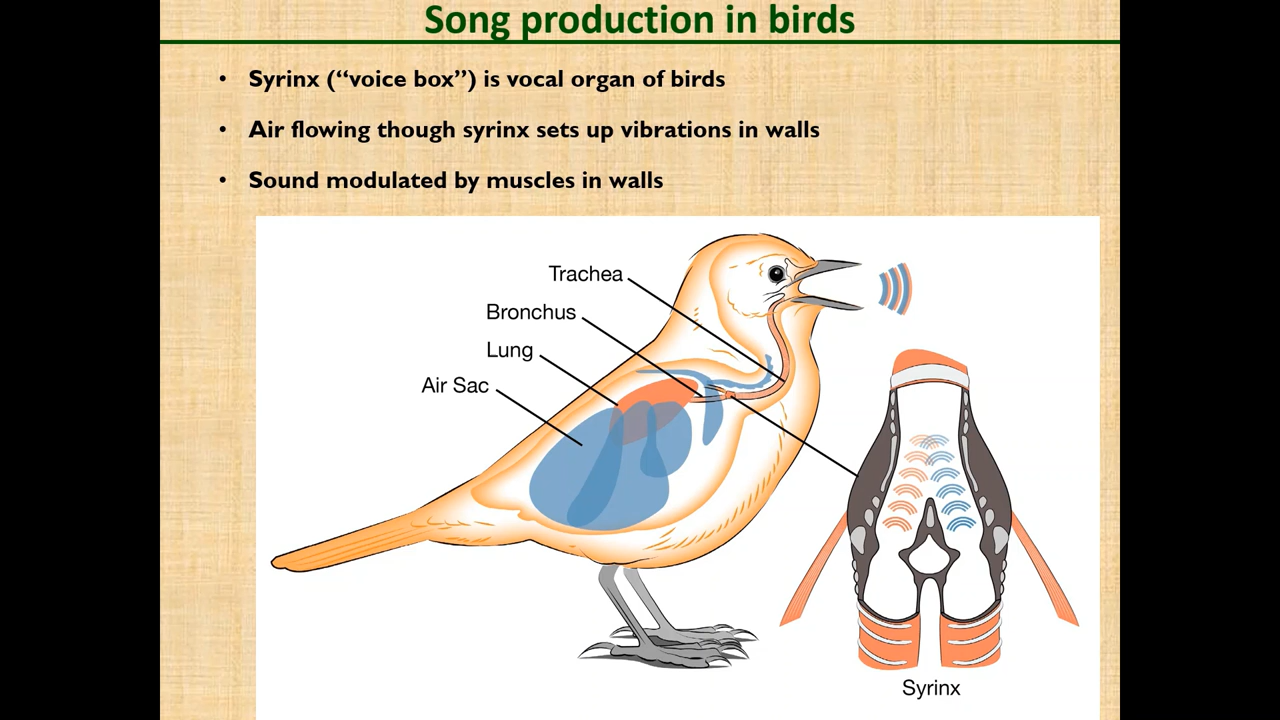 Song production in birds
• Syrinx (“voice box”) is vocal organ of birds
• Air flowing though syrinx sets up vibrations in walls
• Sound modulated by muscles in walls
Trachea
Bronchus
Lung
Air Sac
Syrinx